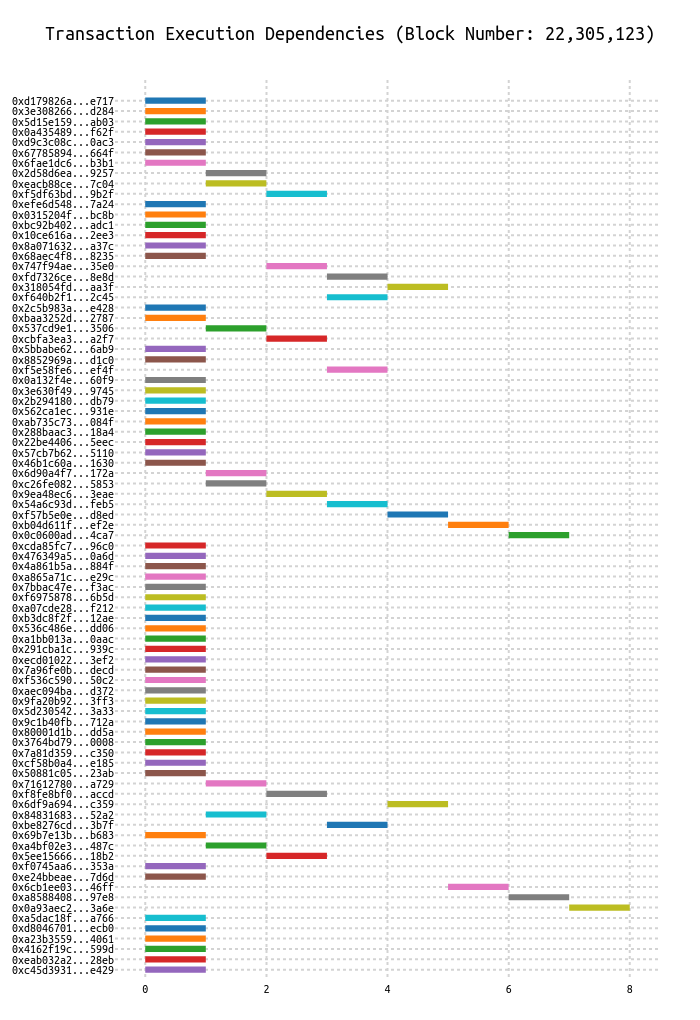 Transaction Execution Dependencies (Block Number: 22,305,123)
0xd179826a...e717
0x3e308266...d284
0x5d15e159...ab03
0x0a435489...f62f
0xd9c3c08c...0ac3
0x67785894...664f
0x6fae1dc6...b3b1
0x2d58d6ea...9257
0xeacb88ce...7c04
0xf5df63bd...9b2f
0xefe6d548...7a24
0x0315204f...bc8b
0xbc92b402...adc1
0x10ce616a...2ee3
0x8a071632...a37c
0x68aec4f8...8235
0x747f94ae...35e0
0xfd7326ce...8e8d
0x318054fd...aa3f
0xf640b2f1...2c45
0x2c5b983a...e428
0xbaa3252d...2787
0x537cd9e1...3506
0xcbfa3ea3...a2f7
0x5bbabe62...6ab9
0x8852969a...d1c0
0xf5e58fe6...ef4f
0x0a132f4e...60f9
0x3e630f49...9745
0x2b294180...db79
0x562ca1ec...931e
0xab735c73...084f
0x288baac3...18a4
0x22be4406...5eec
0x57cb7b62...5110
0x46b1c60a...1630
0x6d90a4f7...172a
0xc26fe082...5853
0x9ea48ec6...3eae
0x54a6c93d...feb5
0xf57b5e0e...d8ed
0xb04d611f...ef2e
0x0c0600ad...4ca7
0xcda85fc7...96c0
0x476349a5...0a6d
0x4a861b5a...884f
0xa865a71c...e29c
0x7bbac47e...f3ac
0xf6975878...6b5d
0xa07cde28...f212
0xb3dc8f2f...12ae
0x536c486e...dd06
0xa1bb013a...0aac
0x291cba1c...939c
0xecd01022...3ef2
0x7a96fe0b...decd
0xf536c590...50c2
0xaec094ba...d372
0x9fa20b92...3ff3
0x5d230542...3a33
0x9c1b40fb...712a
0x80001d1b...dd5a
0x3764bd79...0008
0x7a81d359...c350
0xcf58b0a4...e185
0x50881c05...23ab
0x71612780...a729
0xf8fe8bf0...accd
0x6df9a694...c359
0x84831683...52a2
0xbe8276cd...3b7f
0x69b7e13b...b683
0xa4bf02e3...487c
0x5ee15666...18b2
0xf0745aa6...353a
0xe24bbeae...7d6d
0x6cb1ee03...46ff
0xa8588408...97e8
0x0a93aec2...3a6e
0xa5dac18f...a766
0xd8046701...ecb0
0xa23b3559...4061
0x4162f19c...599d
0xeab032a2...28eb
0xc45d3931...e429
0 2 4 6 8